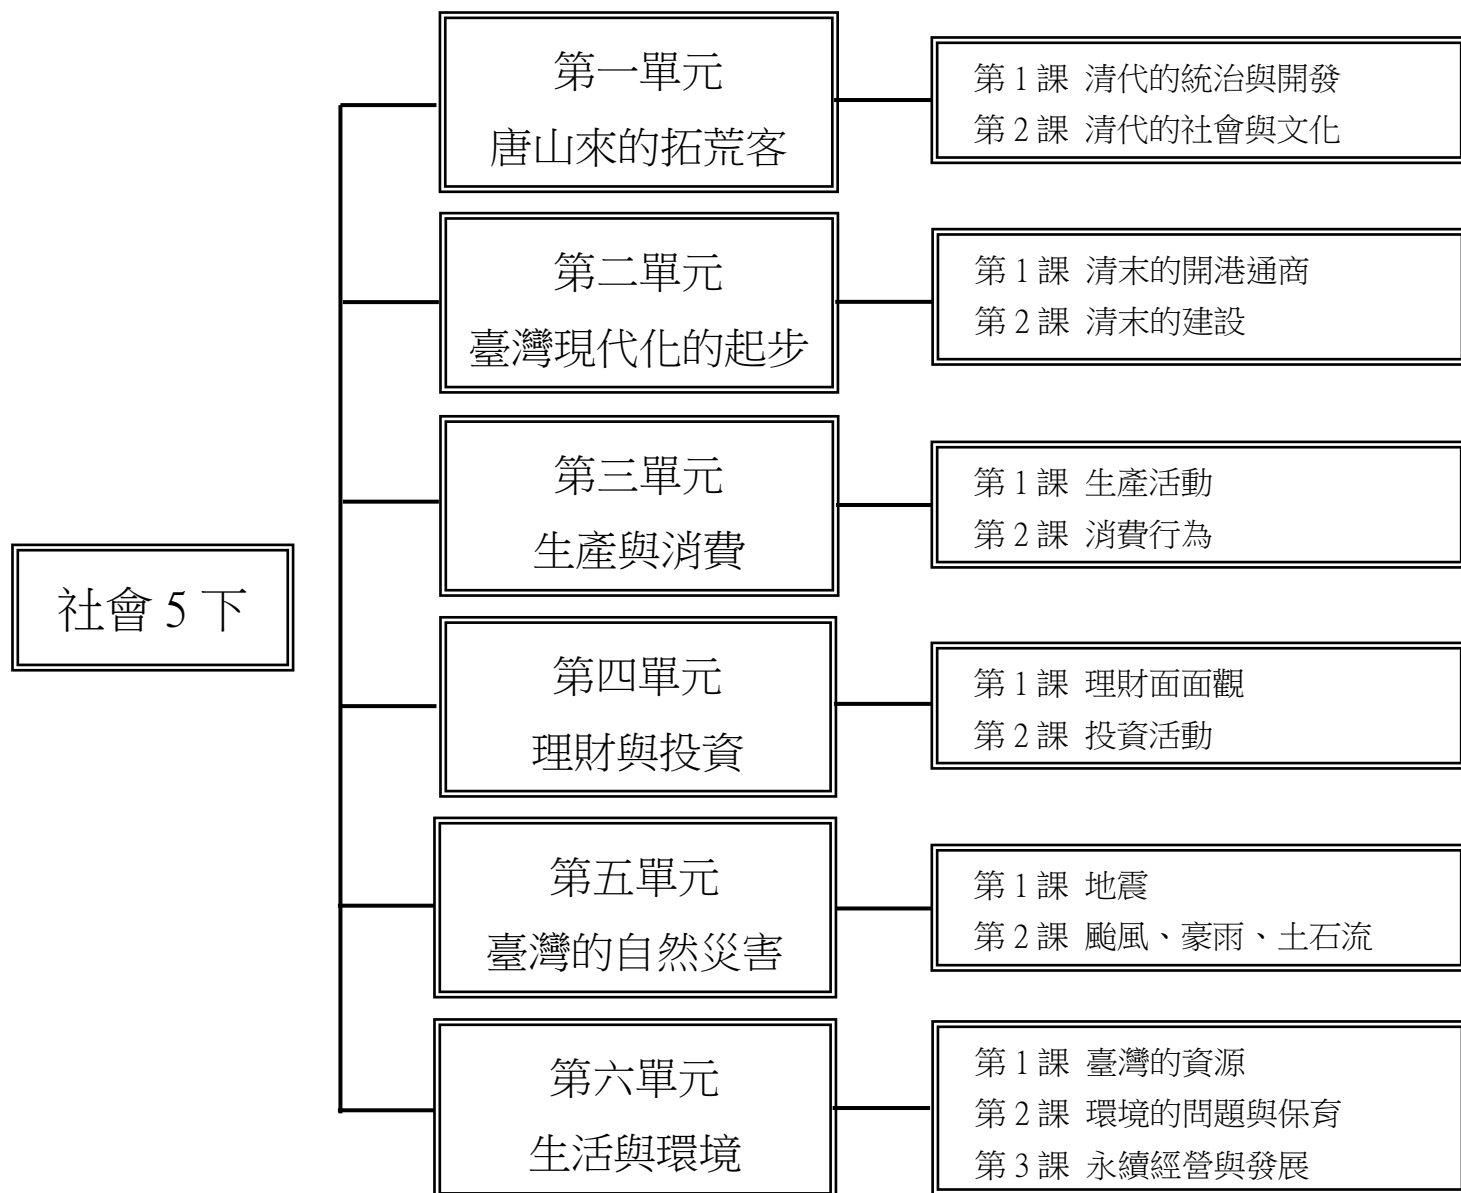 社會5下
第一單元
唐山來的拓荒客
第1課 清代的統治與開發
第2課 清代的社會與文化
第二單元
臺灣現代化的起步
第1課 清末的開港通商
第2課 清末的建設
第三單元
生產與消費
第1課 生產活動
第2課 消費行為
第四單元
理財與投資
第1課 理財面面觀
第2課 投資活動
第五單元
臺灣的自然災害
第1課 地震
第2課 颱風、豪雨、土石流
第六單元
生活與環境
第1課 臺灣的資源
第2課 環境的問題與保育
第3課 永續經營與發展